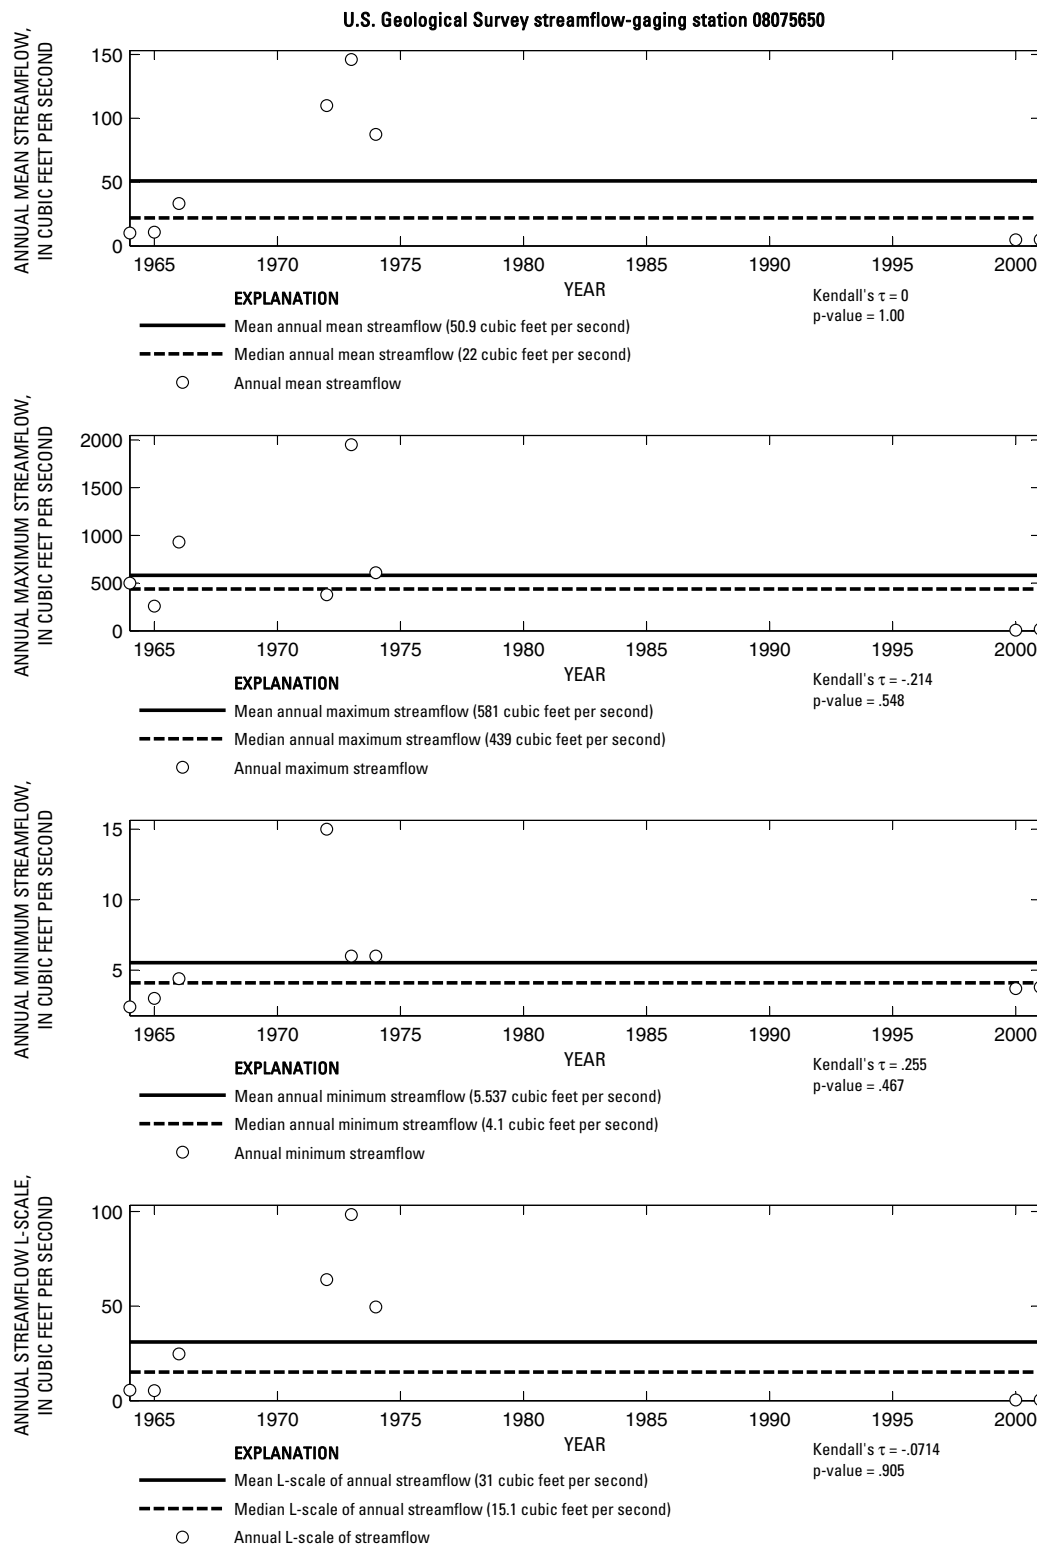 U.S. Geological Survey streamflow-gaging station 08075650
ANNUAL MEAN STREAMFLOW,
IN CUBIC FEET PER SECOND
150
100
50
0
1965 1970 1975 1980 1985 1990 1995 2000
YEAR
Kendall's τ = 0
p-value = 1.00
EXPLANATION
Mean annual mean streamflow (50.9 cubic feet per second)
Median annual mean streamflow (22 cubic feet per second)
Annual mean streamflow
ANNUAL MAXIMUM STREAMFLOW,
IN CUBIC FEET PER SECOND
2000
1500
1000
500
0
1965 1970 1975 1980 1985 1990 1995 2000
YEAR
Kendall's τ = -.214
p-value = .548
EXPLANATION
Mean annual maximum streamflow (581 cubic feet per second)
Median annual maximum streamflow (439 cubic feet per second)
Annual maximum streamflow
ANNUAL MINIMUM STREAMFLOW,
IN CUBIC FEET PER SECOND
15
10
5
1965 1970 1975 1980 1985 1990 1995 2000
YEAR
Kendall's τ = .255
p-value = .467
EXPLANATION
Mean annual minimum streamflow (5.537 cubic feet per second)
Median annual minimum streamflow (4.1 cubic feet per second)
Annual minimum streamflow
ANNUAL STREAMFLOW L-SCALE,
IN CUBIC FEET PER SECOND
100
50
0
1965 1970 1975 1980 1985 1990 1995 2000
YEAR
Kendall's τ = -.0714
p-value = .905
EXPLANATION
Mean L-scale of annual streamflow (31 cubic feet per second)
Median L-scale of annual streamflow (15.1 cubic feet per second)
Annual L-scale of streamflow